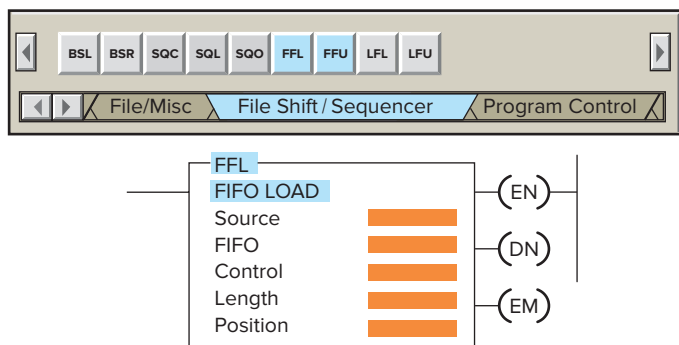 BSL BSR SQC SQL SQO FFL FFU LFL LFU
File/Misc File Shift/Sequencer Program Control
FFL
FIFO LOAD
Source
FIFO
Control
Length
Position
EN
DN
EM